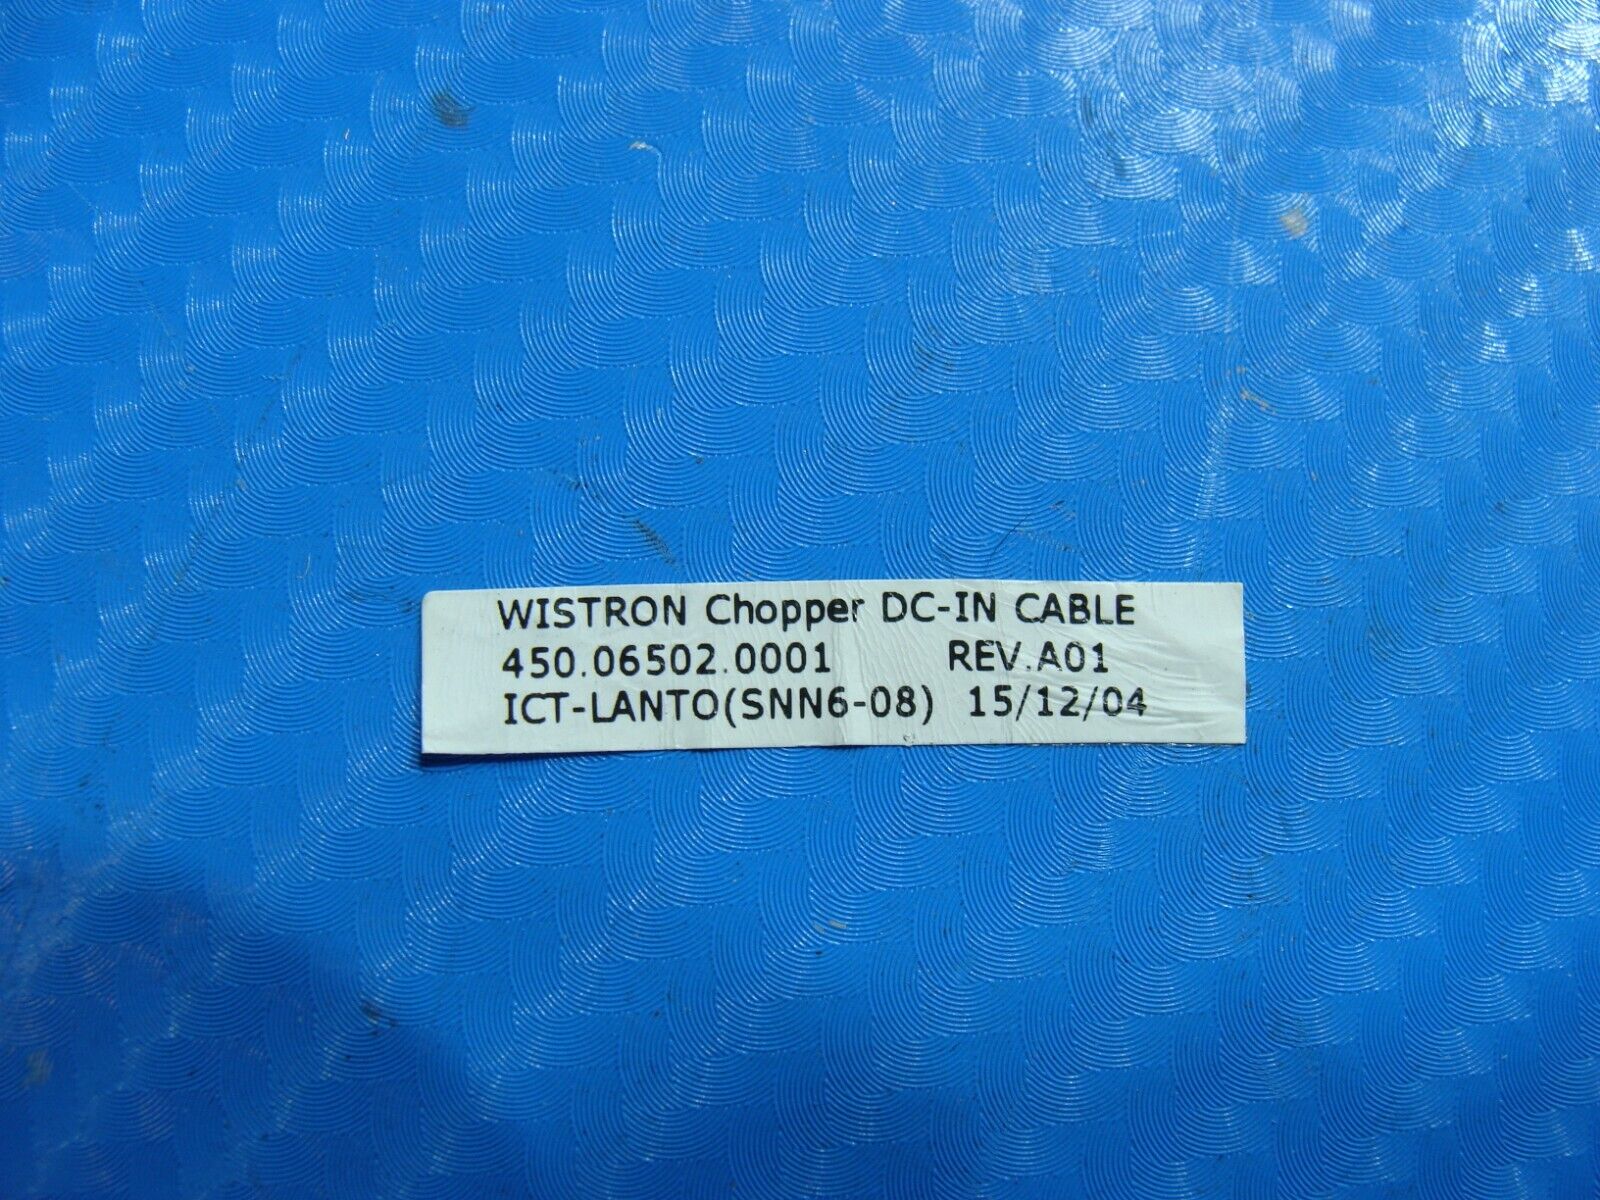 WISTRON Chopper DC-IN CABLE
450.06502.0001 REV.A01
ICT-LANTO(SNN6-08) 15/12/04